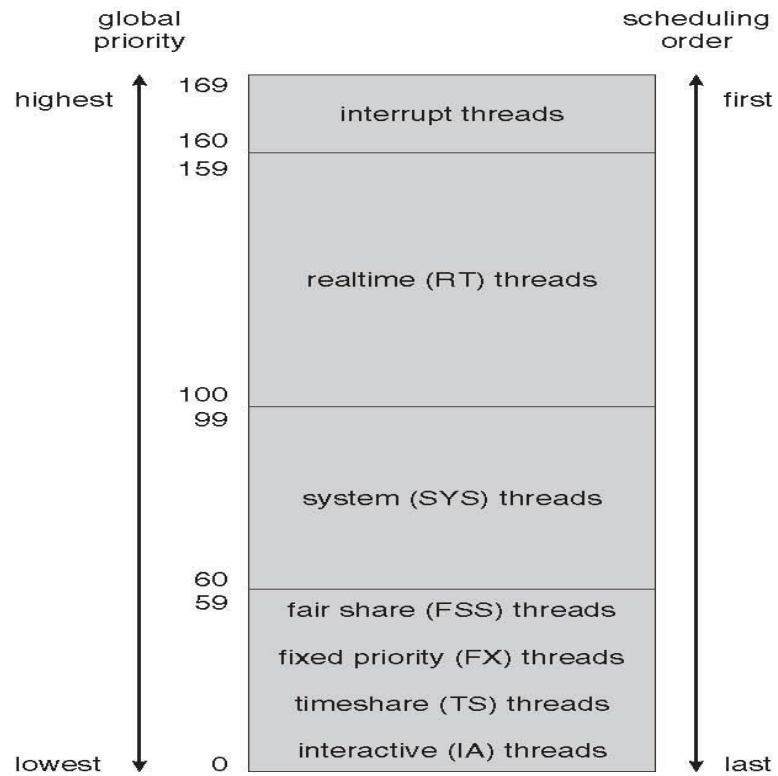 global
priority
scheduling
order
highest
169
interrupt threads
first
160
159
realtime (RT) threads
100
99
system (SYS) threads
60
59
fair share (FSS) threads
fixed priority (FX) threads
timeshare (TS) threads
lowest
0
interactive (IA) threads
last